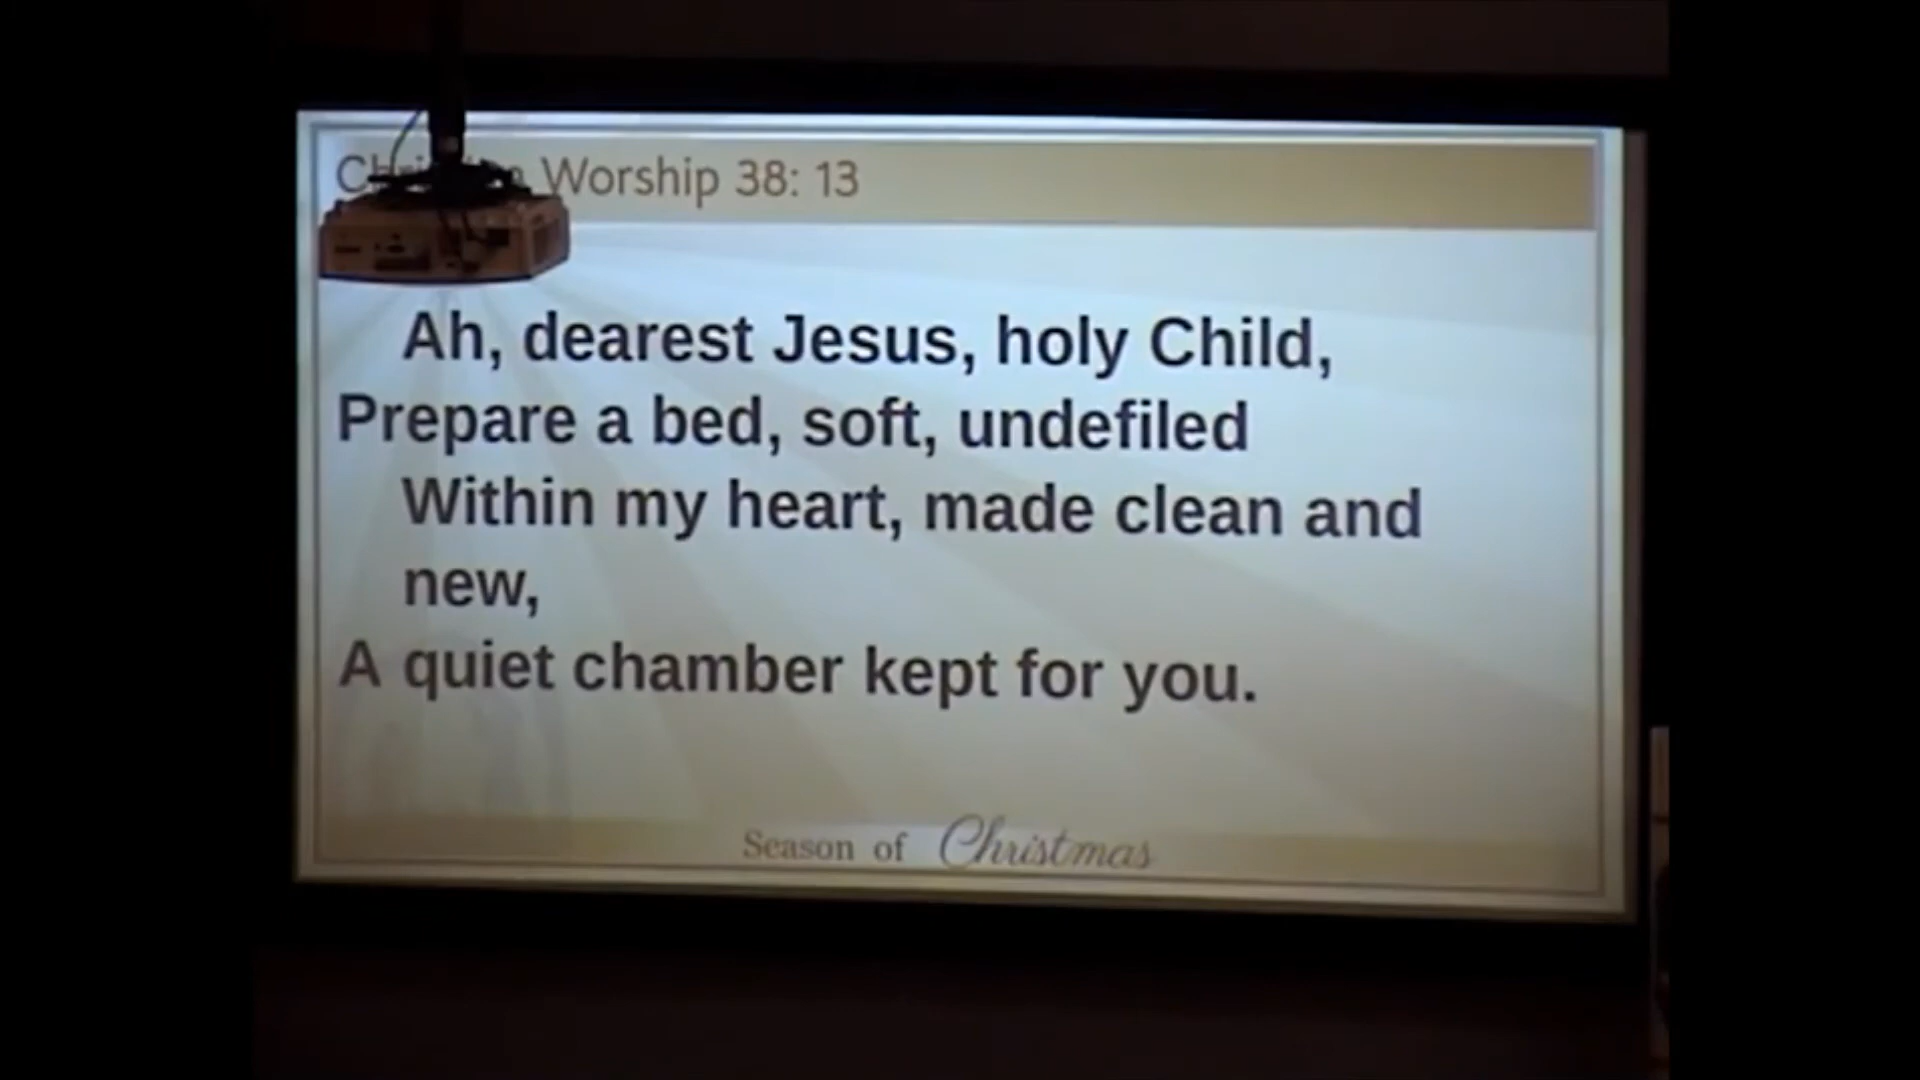 Christian Worship 38: 13
Ah, dearest Jesus, holy Child,
Prepare a bed, soft, undefiled
Within my heart, made clean and
new,
A quiet chamber kept for you.
Season of Christmas